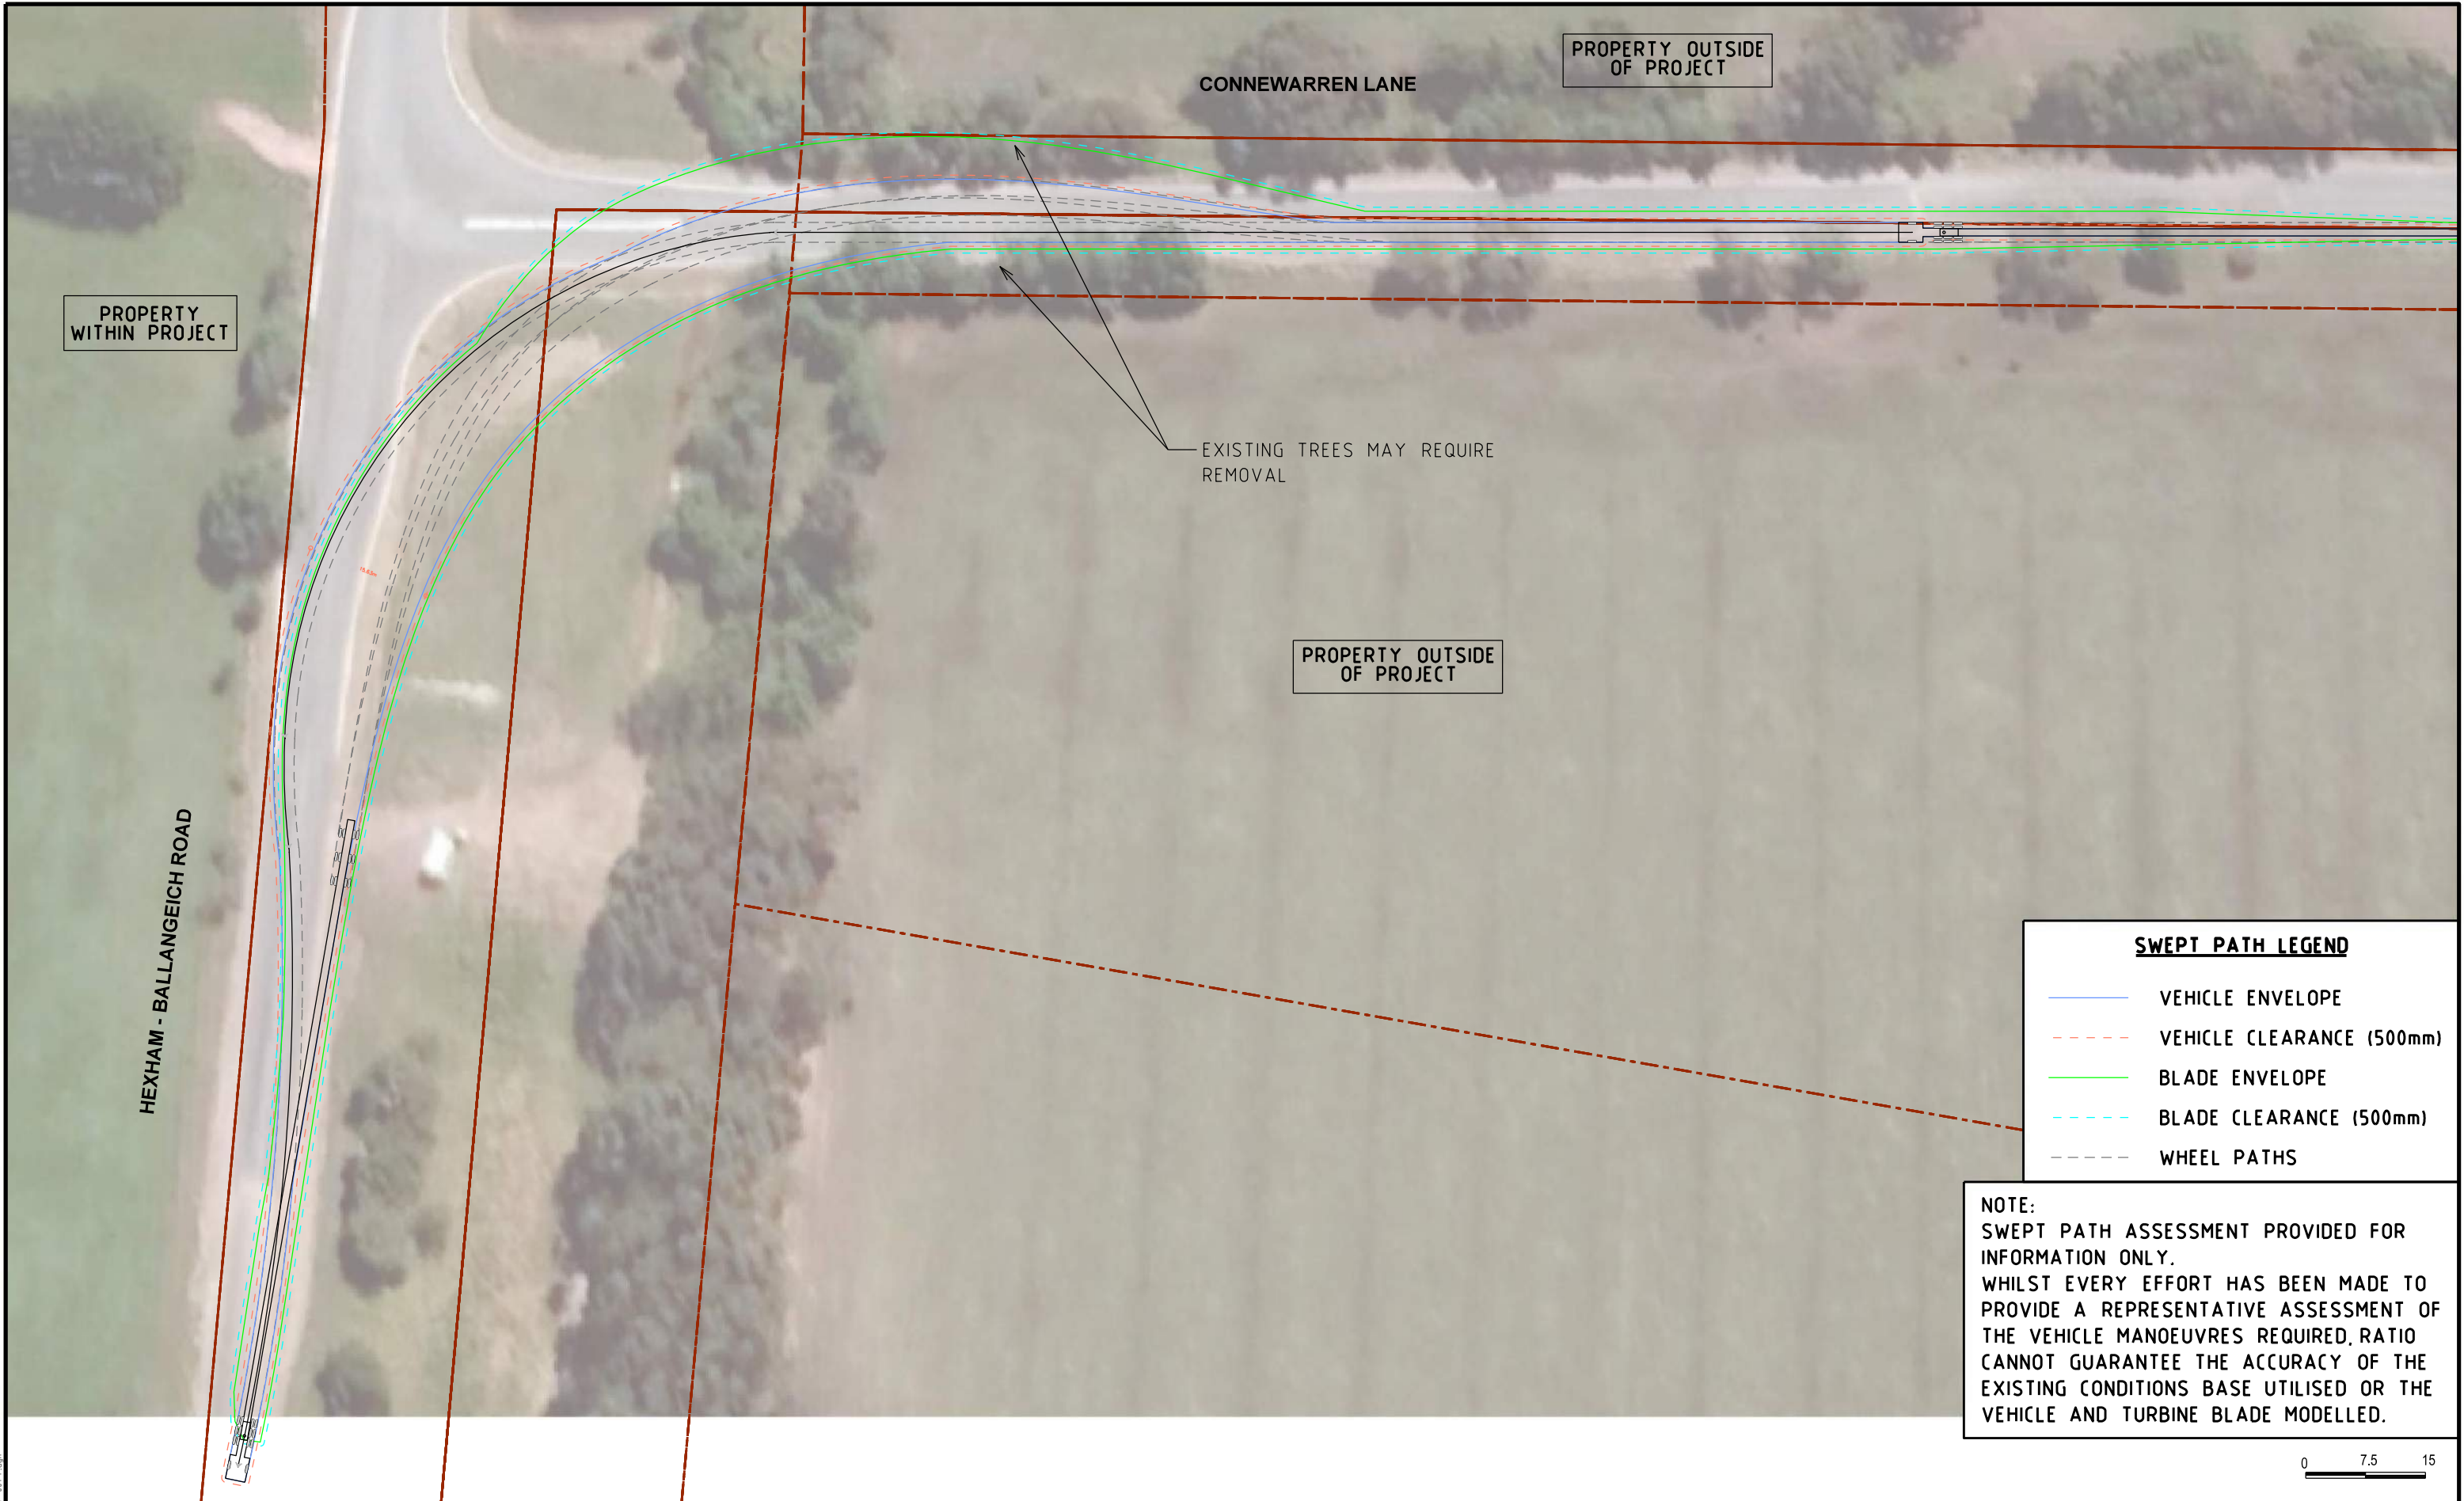 CONNEWARREN LANE
PROPERTY OUTSIDE
OF PROJECT
PROPERTY
WITHIN PROJECT
EXISTING TREES MAY REQUIRE
REMOVAL
PROPERTY OUTSIDE
OF PROJECT
HEXHAM - BALLANGEICH ROAD
SWEPT PATH LEGEND
VEHICLE ENVELOPE
VEHICLE CLEARANCE (500mm)
BLADE ENVELOPE
BLADE CLEARANCE (500mm)
WHEEL PATHS
NOTE:
SWEPT PATH ASSESSMENT PROVIDED FOR
INFORMATION ONLY.
WHILST EVERY EFFORT HAS BEEN MADE TO
PROVIDE A REPRESENTATIVE ASSESSMENT OF
THE VEHICLE MANOEUVRES REQUIRED, RATIO
CANNOT GUARANTEE THE ACCURACY OF THE
EXISTING CONDITIONS BASE UTILISED OR THE
VEHICLE AND TURBINE BLADE MODELLED.
0 7.5 15